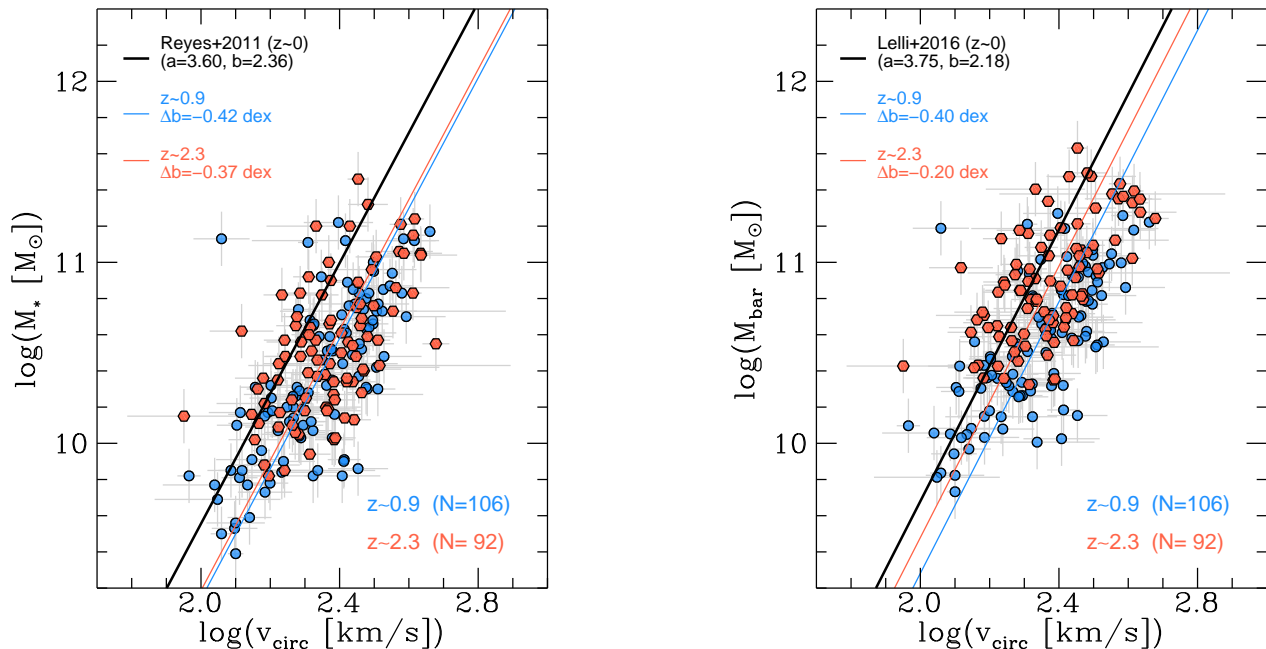 Reyes+2011 (z~0)
(a=3.60, b=2.36)
z~0.9
Δb=−0.42 dex
z~2.3
Δb=−0.37 dex
z~0.9 (N=106)
z~2.3 (N= 92)
12
11
10
log(M* [M⊙])
2.0 2.4 2.8
log(vcirc [km/s])
Lelli+2016 (z~0)
(a=3.75, b=2.18)
z~0.9
Δb=−0.40 dex
z~2.3
Δb=−0.20 dex
z~0.9 (N=106)
z~2.3 (N= 92)
12
11
10
log(Mbar [M⊙])
2.0 2.4 2.8
log(vcirc [km/s])